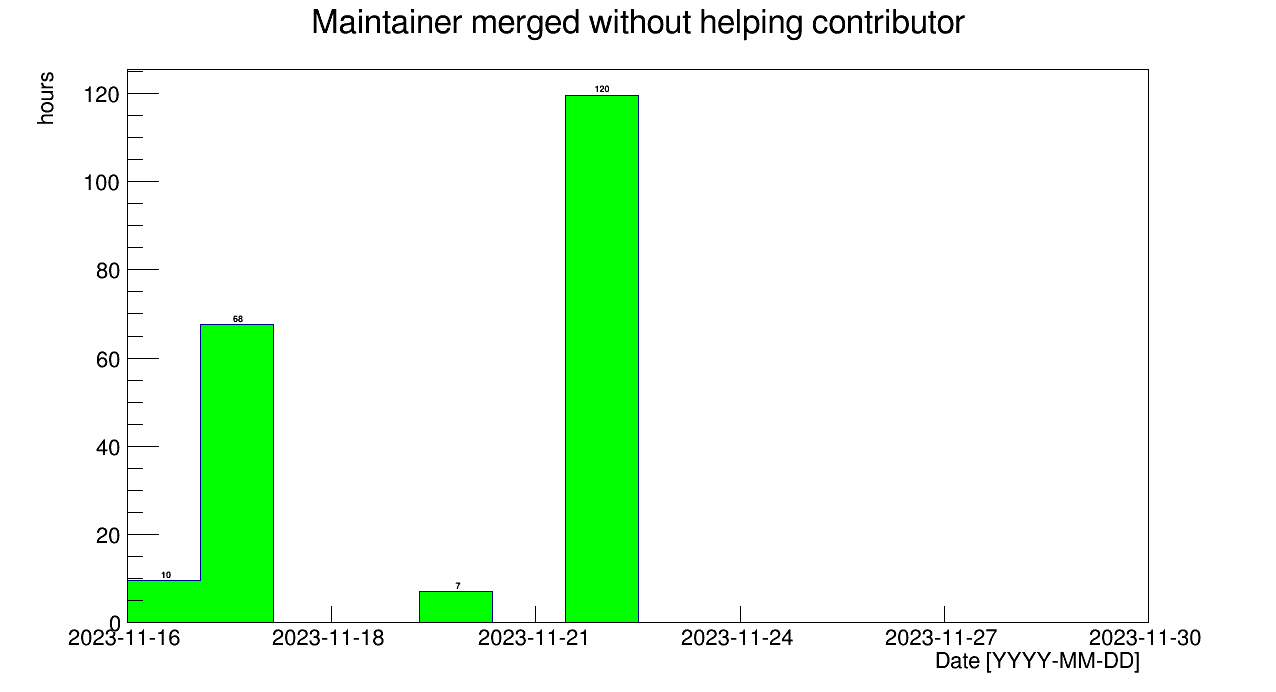 Maintainer merged without helping contributor
hours
120
100
80
60
40
20
0
10
68
7
120
2023-11-16 2023-11-18 2023-11-21 2023-11-24 2023-11-27 2023-11-30
Date [YYYY-MM-DD]